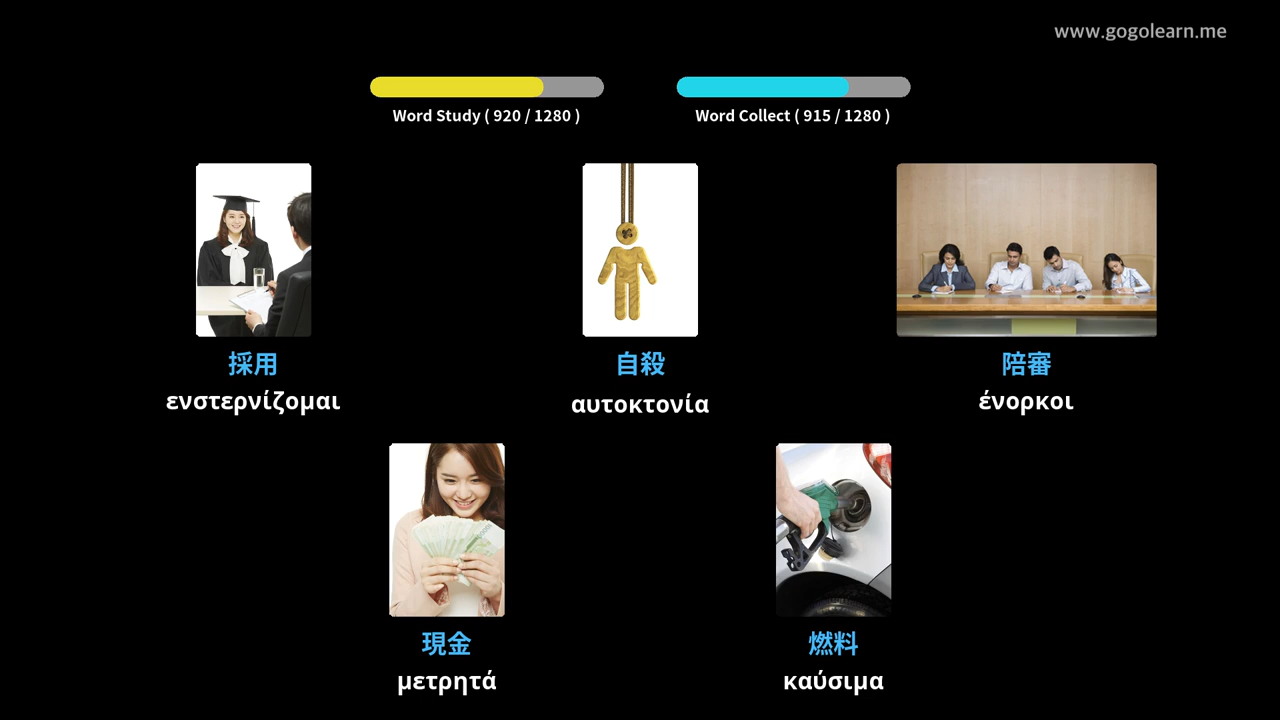 www.gogolearn.me
Word Study ( 920 / 1280 )
Word Collect ( 915 / 1280 )
採用
ενστερνίζομαι
自殺
αυτοκτονία
陪審
ένορκοι
現金
μετρητά
燃料
καύσιμα